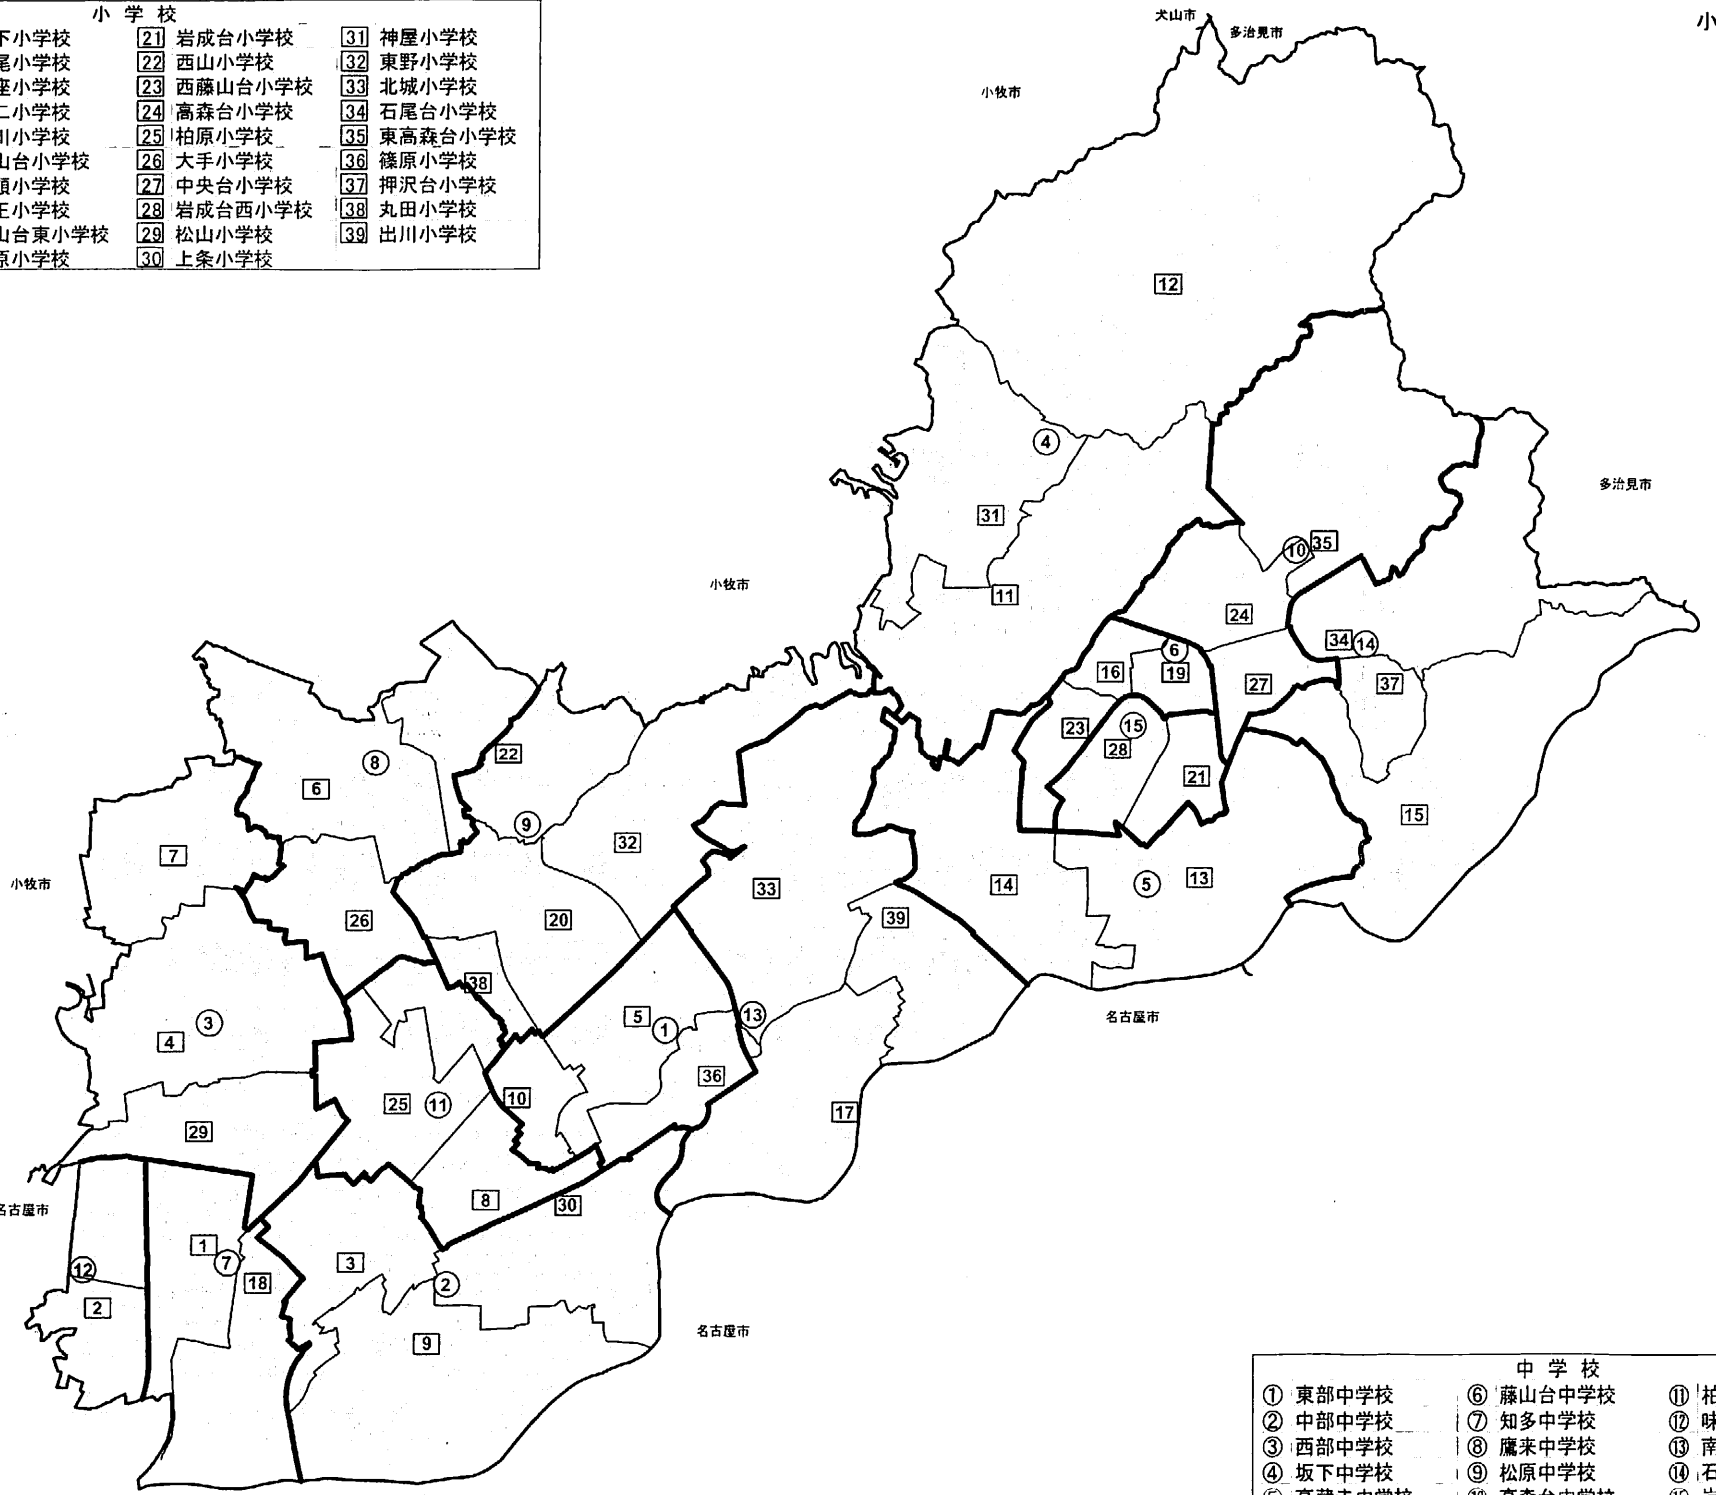 小学校
下小学校 21 岩成台小学校 31 神屋小学校
尾小学校 22 西山小学校 32 東野小学校
座小学校 23 西藤山台小学校 33 北城小学校
二小学校 24 高森台小学校 34 石尾台小学校
川小学校 25 柏原小学校 35 東高森台小学校
山台小学校 26 大手小学校 36 篠原小学校
頭小学校 27 中央台小学校 37 押沢台小学校
王小学校 28 岩成台西小学校 38 丸田小学校
山台東小学校 29 松山小学校 39 出川小学校
原小学校 30 上条小学校
小
犬山市
多治見市
小牧市
12
4
多治見市
31
10 35
小牧市
11
24
34 14
6
16 19
27 37
23 15
28
22
8
21
6
15
9
32
7
13
5
小牧市
33
14
39
26 20
38
13
5 1
名古屋市
3
4
36
25 11 10
17
29
8
30
名古屋市
1
7
3
12
18
2
2
名古屋市
9
中学校
① 東部中学校 ⑥ 藤山台中学校 ⑪ 柏
② 中部中学校 ⑦ 知多中学校 ⑫ 味
③ 西部中学校 ⑧ 鷹来中学校 ⑬ 南
④ 坂下中学校 ⑨ 松原中学校 ⑭ 石